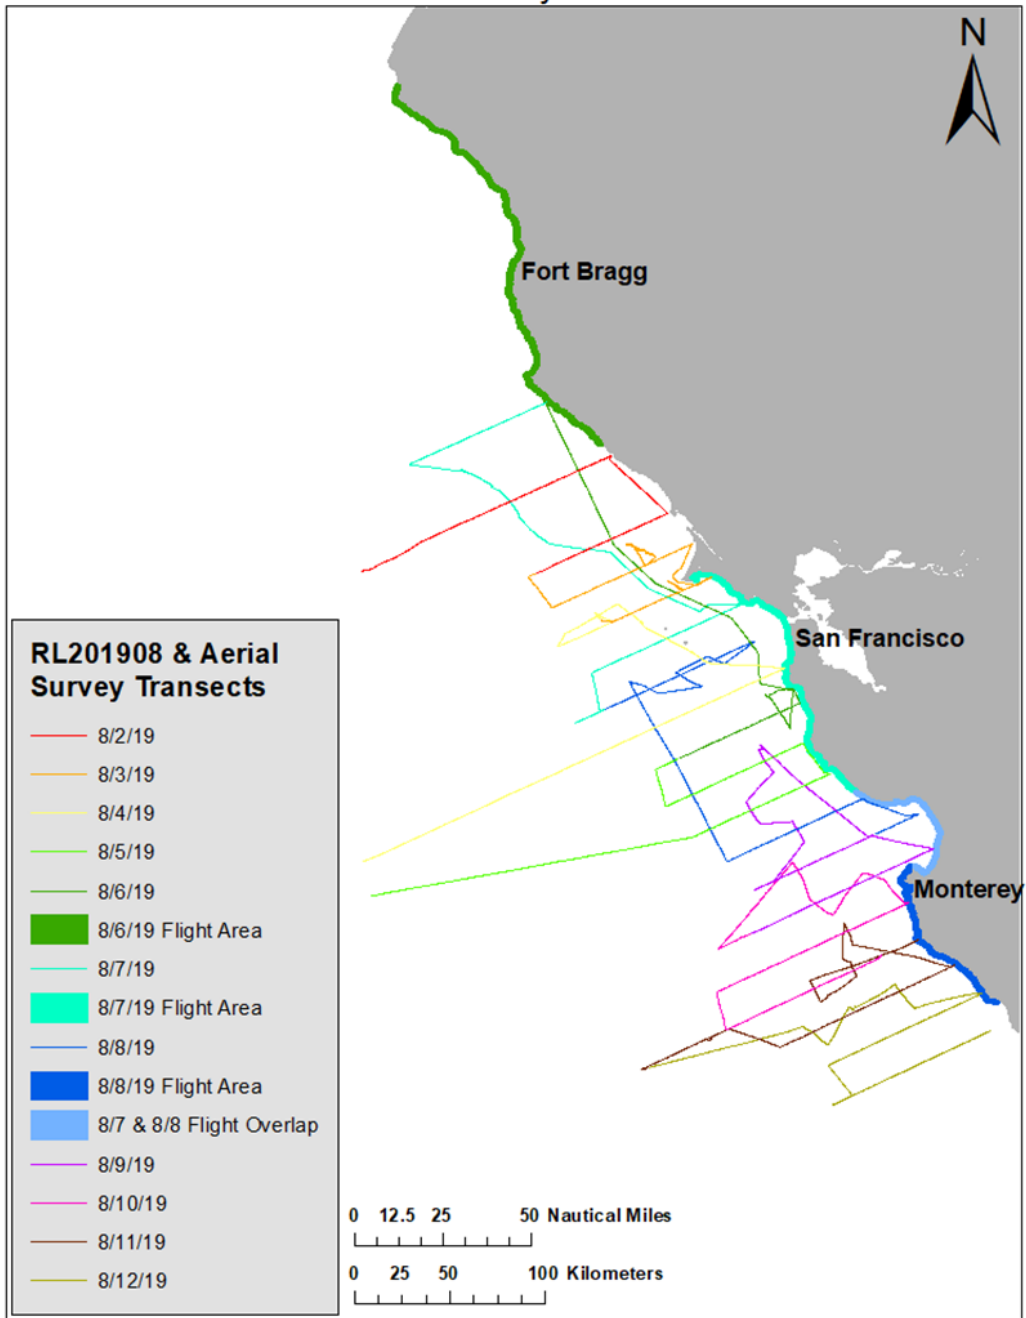 N
Fort Bragg
San Francisco
Monterey
RL201908 & Aerial
Survey Transects
8/2/19
8/3/19
8/4/19
8/5/19
8/6/19
8/6/19 Flight Area
8/7/19
8/7/19 Flight Area
8/8/19
8/8/19 Flight Area
8/7 & 8/8 Flight Overlap
8/9/19
8/10/19
8/11/19
8/12/19
0 12.5 25 50 Nautical Miles
0 25 50 100 Kilometers